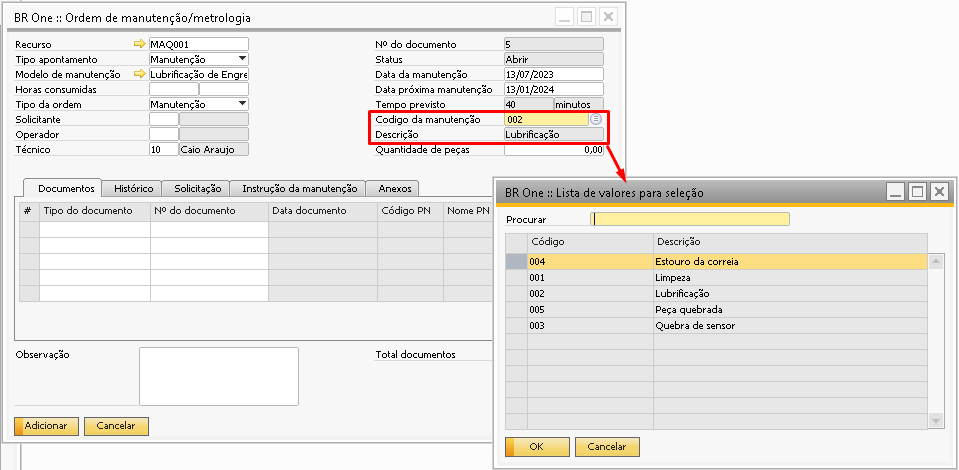 BR One :: Ordem de manutenção/metrologia
Recurso MAQ001
Tipo apontamento Manutenção
Modelo de manutenção Lubrificação de Engre
Horas consumidas
Tipo da ordem Manutenção
Solicitante
Operador
Técnico 10 Caio Araujo
Nº do documento 5
Status Abrir
Data da manutenção 13/07/2023
Data próxima manutenção 13/01/2024
Tempo previsto 40 minutos
Codigo da manutenção 002
Descrição Lubrificação
Quantidade de peças 0,00
Documentos Histórico Solicitação Instrução da manutenção Anexos
# Tipo do documento Nº do documento Data documento Código PN Nome PN
Observação
Total documentos
Adicionar Cancelar
BR One :: Lista de valores para seleção
Procurar
Código Descrição
004 Estouro da correia
001 Limpeza
002 Lubrificação
005 Peça quebrada
003 Quebra de sensor
OK Cancelar